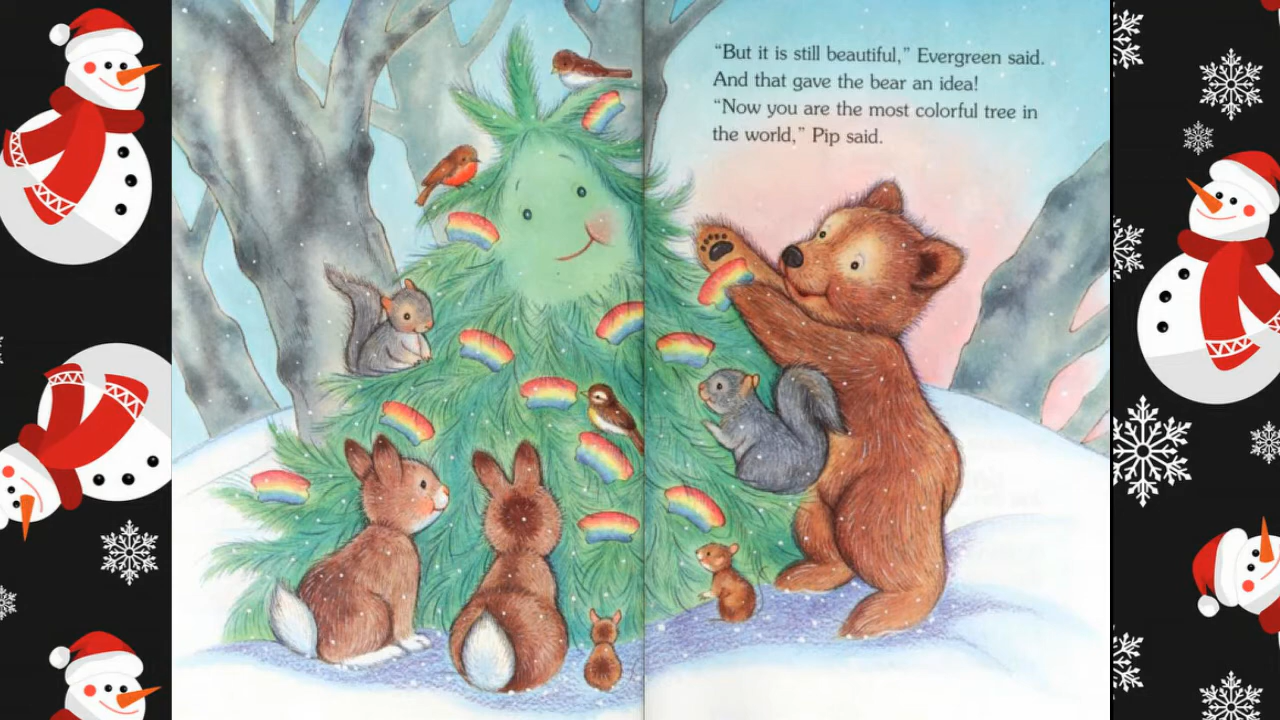 “But it is still beautiful,” Evergreen said.
And that gave the bear an idea!
“Now you are the most colorful tree in
the world,” Pip said.